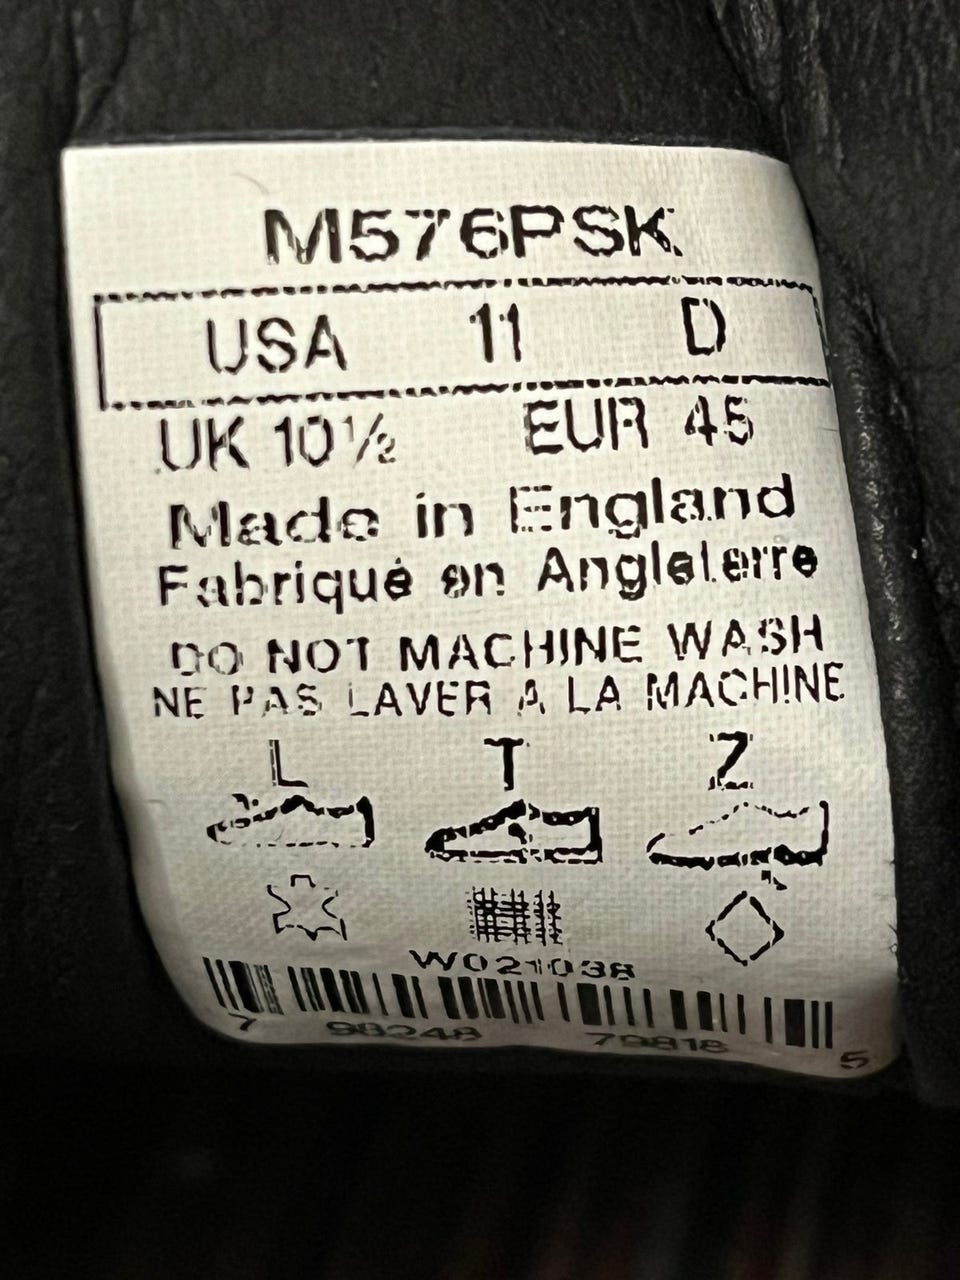 M576PSK
USA 11 D
UK 10½ EUR 45
Made in England
Fabriqué en Angleterre
DO NOT MACHINE WASH
NE PAS LAVER A LA MACHINE
L T Z
W021038
7 98248 79818 5